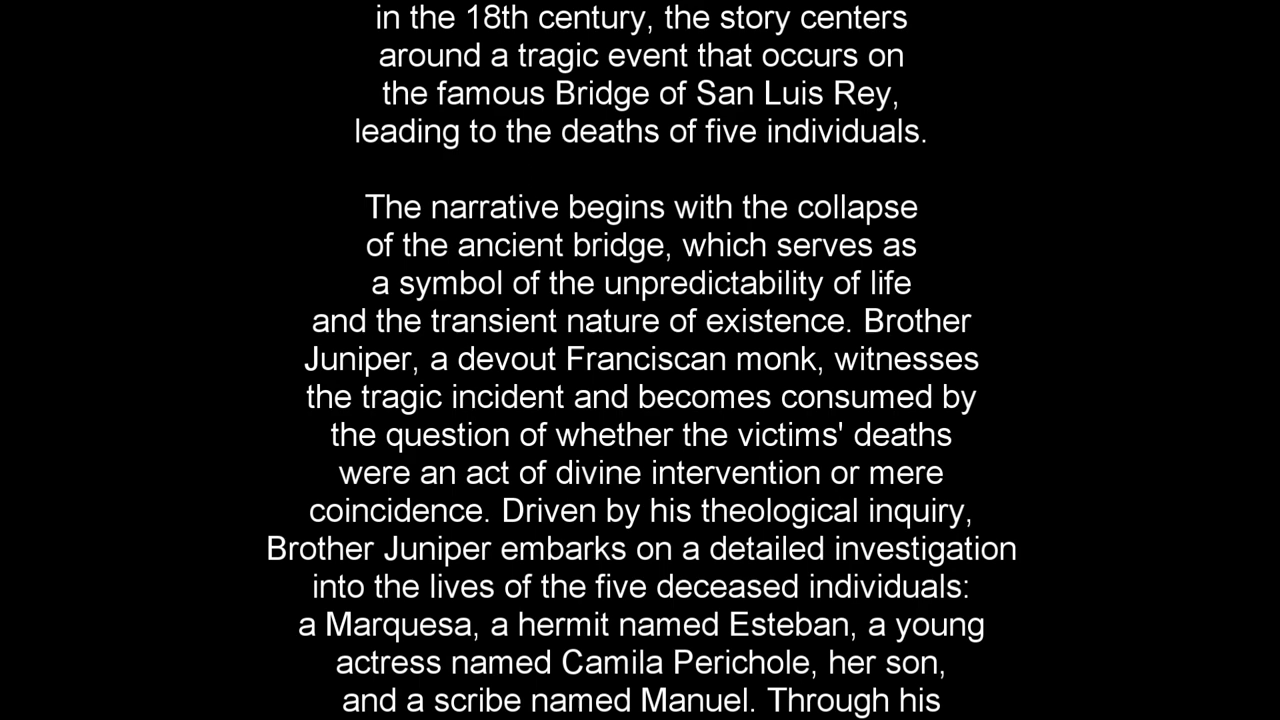 in the 18th century, the story centers
around a tragic event that occurs on
the famous Bridge of San Luis Rey,
leading to the deaths of five individuals.
The narrative begins with the collapse
of the ancient bridge, which serves as
a symbol of the unpredictability of life
and the transient nature of existence. Brother
Juniper, a devout Franciscan monk, witnesses
the tragic incident and becomes consumed by
the question of whether the victims' deaths
were an act of divine intervention or mere
coincidence. Driven by his theological inquiry,
Brother Juniper embarks on a detailed investigation
into the lives of the five deceased individuals:
a Marquesa, a hermit named Esteban, a young
actress named Camila Perichole, her son,
and a scribe named Manuel. Through his